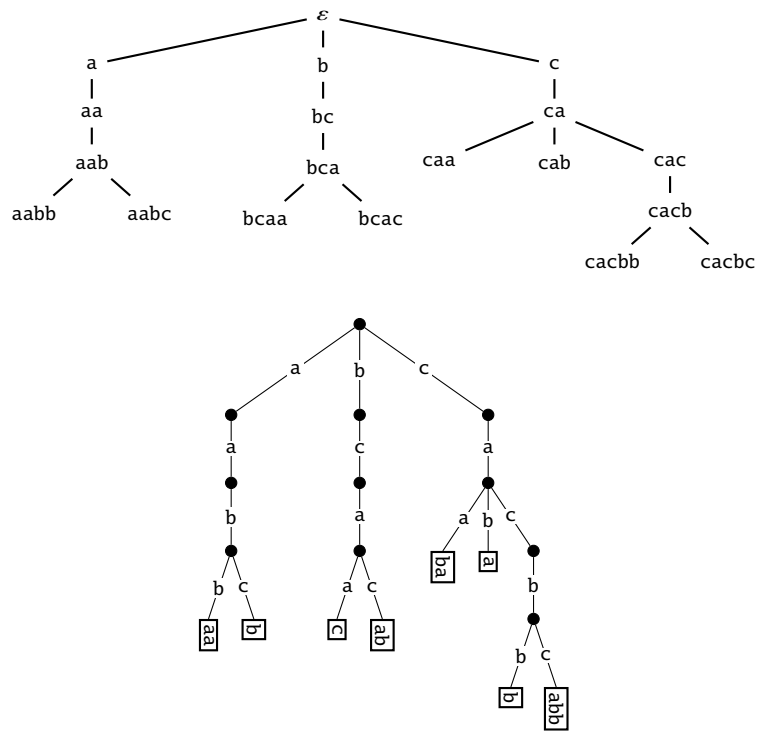 ε
a b c
aa bc ca
aab bca caa cab cac
aabb aabc bcaa bcac cacb
cacbb cacbc
a b c
a c a
b a a b c
ba a
b c a c b
aa b c ab
b c
b abb